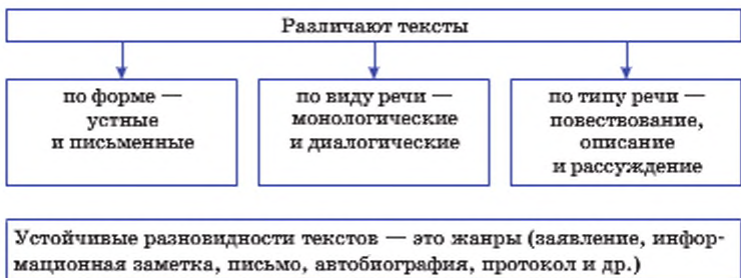 Различают тексты
по форме —
устные
и письменные
по виду речи —
монологические
и диалогические
по типу речи —
повествование,
описание
и рассуждение
Устойчивые разновидности текстов — это жанры (заявление, инфор-
мационная заметка, письмо, автобиография, протокол и др.)